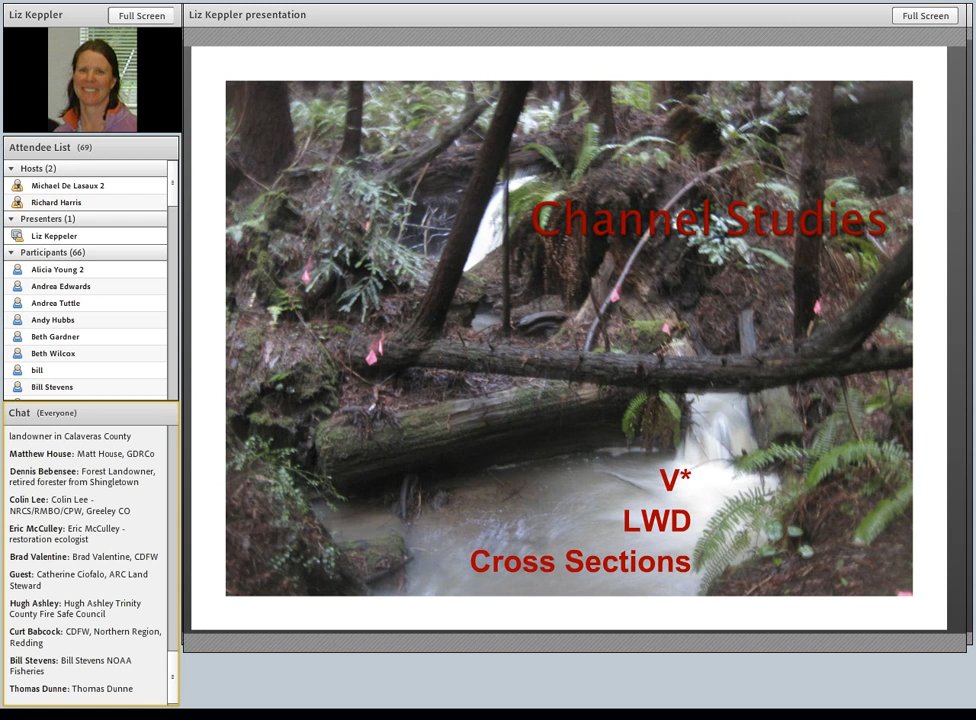 Liz Keppler
Full Screen
Liz Keppler presentation
Full Screen
Attendee List (69)
Hosts (2)
Michael De Lasaux 2
Richard Harris
Presenters (1)
Liz Keppeler
Participants (66)
Alicia Young 2
Andrea Edwards
Andrea Tuttle
Andy Hubbs
Beth Gardner
Beth Wilcox
bill
Bill Stevens
Chat (Everyone)
landowner in Calaveras County
Matthew House: Matt House, GDRCo
Dennis Bebensee: Forest Landowner,
retired forester from Shingletown
Colin Lee: Colin Lee -
NRCS/RMBO/CPW, Greeley CO
Eric McCulley: Eric McCulley -
restoration ecologist
Brad Valentine: Brad Valentine, CDFW
Guest: Catherine Ciofalo, ARC Land
Steward
Hugh Ashley: Hugh Ashley Trinity
County Fire Safe Council
Curt Babcock: CDFW, Northern Region,
Redding
Bill Stevens: Bill Stevens NOAA
Fisheries
Thomas Dunne: Thomas Dunne
Channel Studies
V*
LWD
Cross Sections